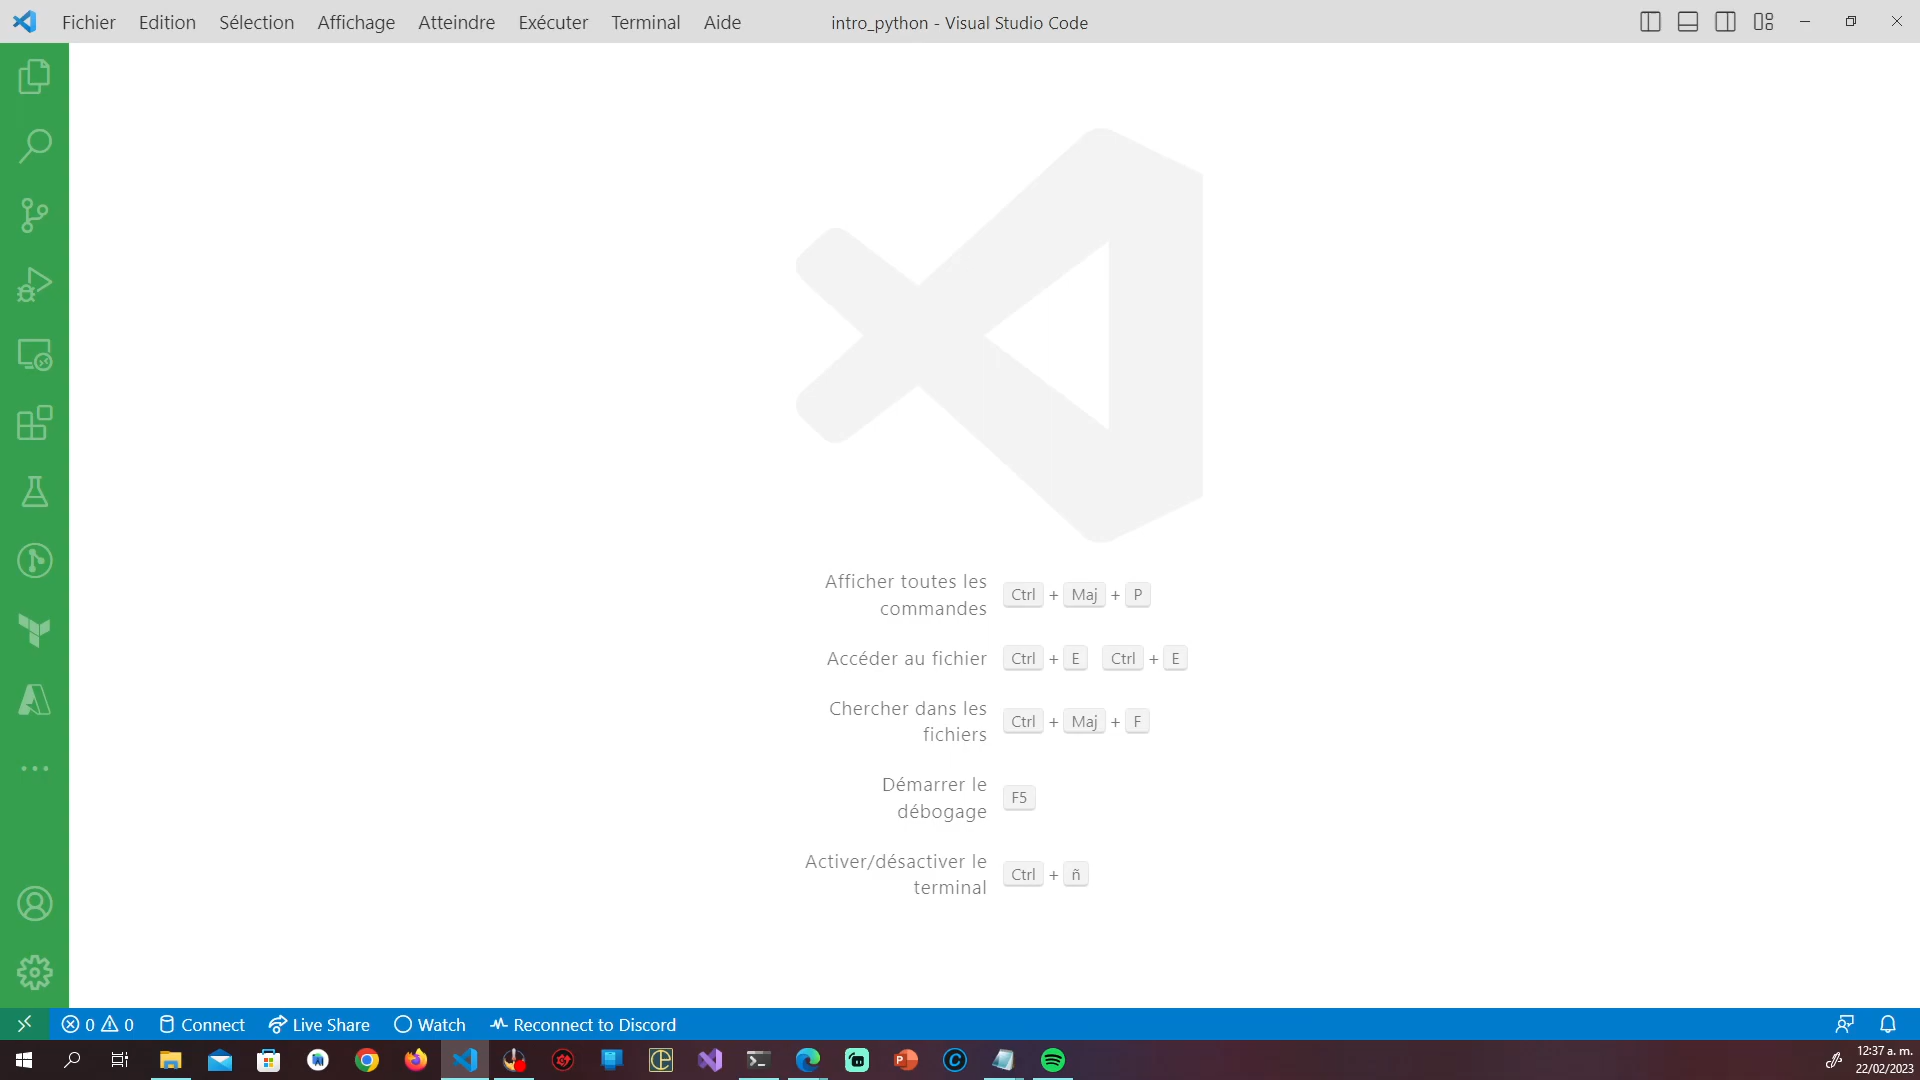 Fichier Edition Sélection Affichage Atteindre Exécuter Terminal Aide intro_python - Visual Studio Code
Afficher toutes les
commandes
Ctrl + Maj + P
Accéder au fichier Ctrl + E Ctrl + E
Chercher dans les
fichiers
Ctrl + Maj + F
Démarrer le
débogage
F5
Activer/désactiver le
terminal
Ctrl + ñ
0 0 Connect Live Share Watch Reconnect to Discord
12:37 a. m.
22/02/2023